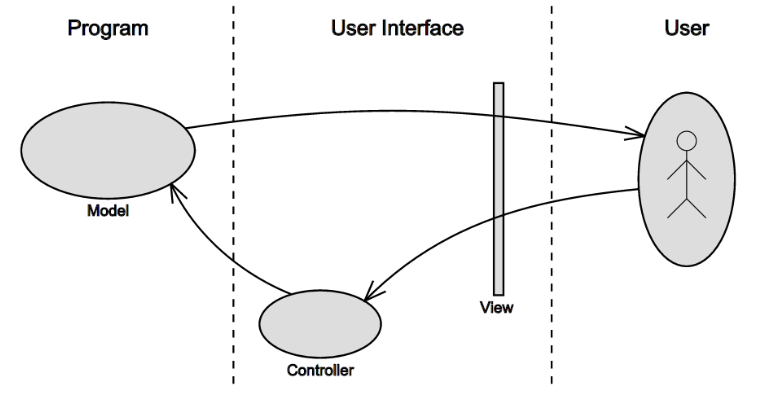 Program
User Interface
User
Model
View
Controller